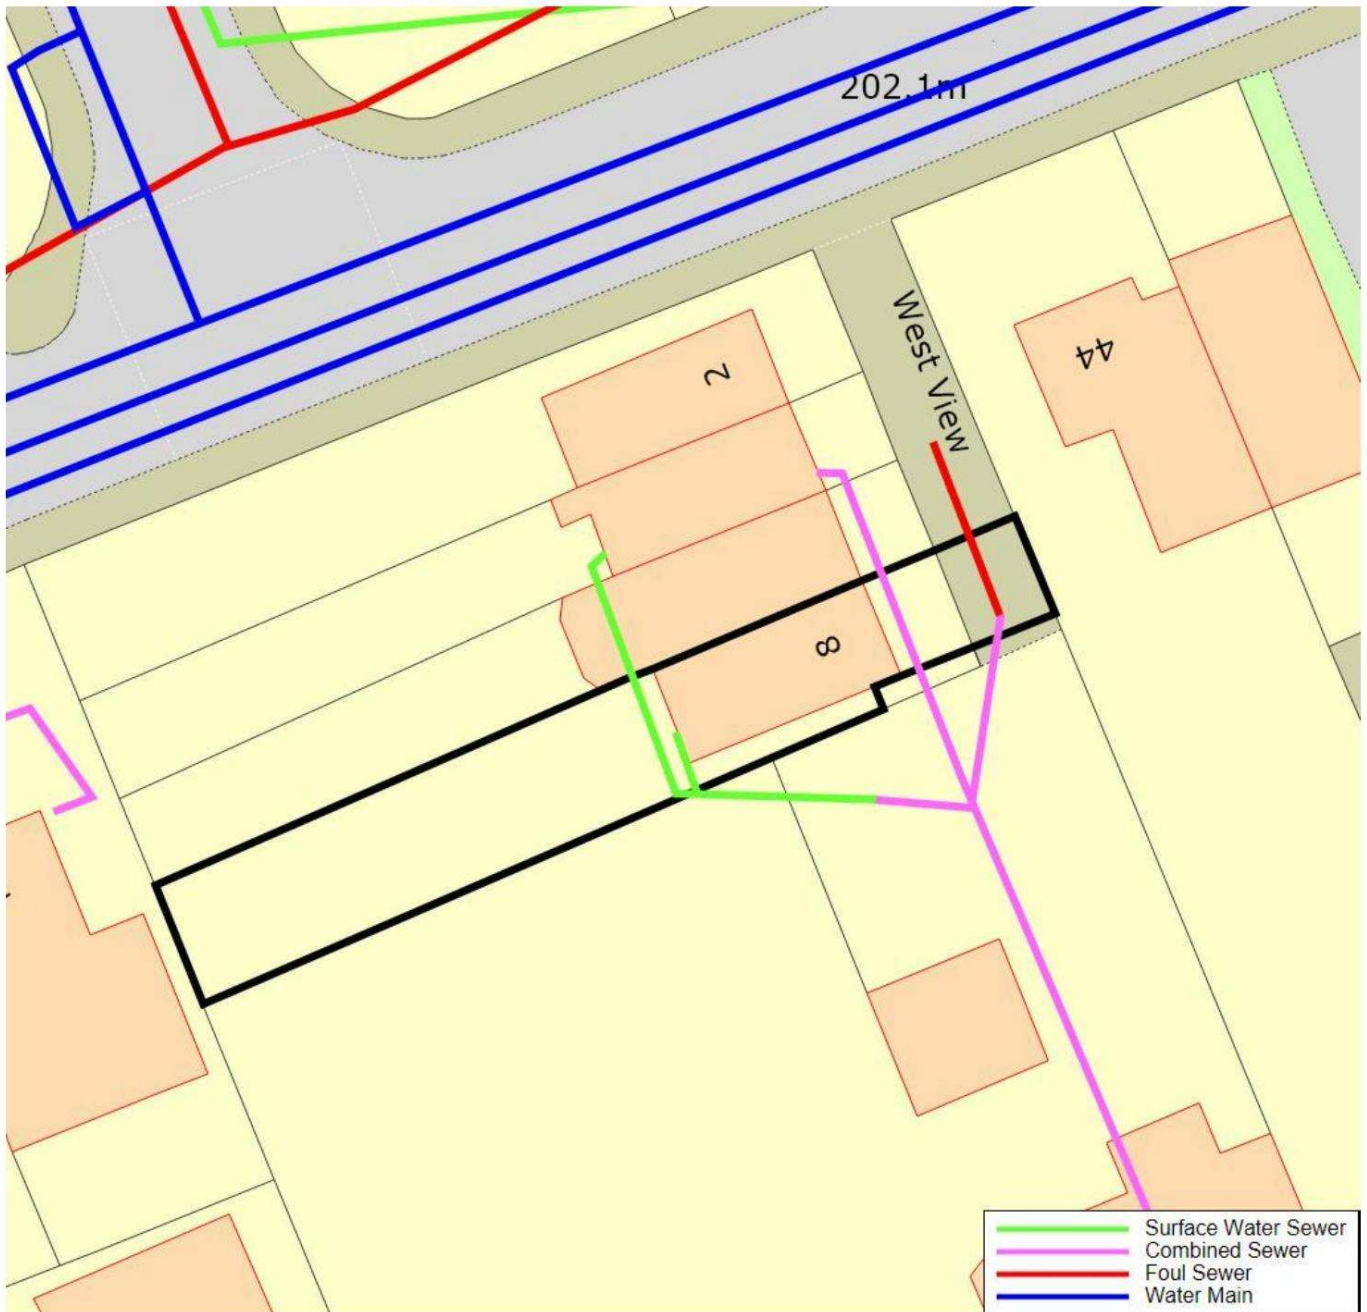 202.1m
West View
2
44
8
Surface Water Sewer
Combined Sewer
Foul Sewer
Water Main